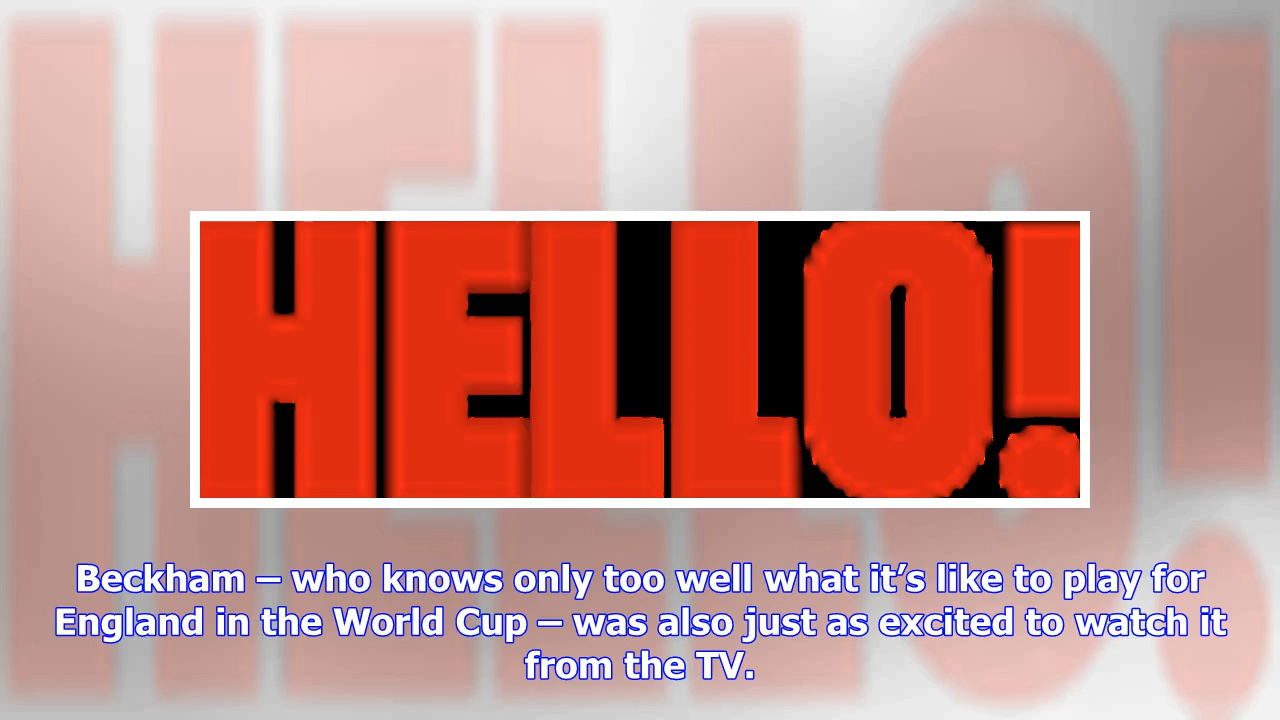 HELLO!
Beckham – who knows only too well what it’s like to play for
England in the World Cup – was also just as excited to watch it
from the TV.